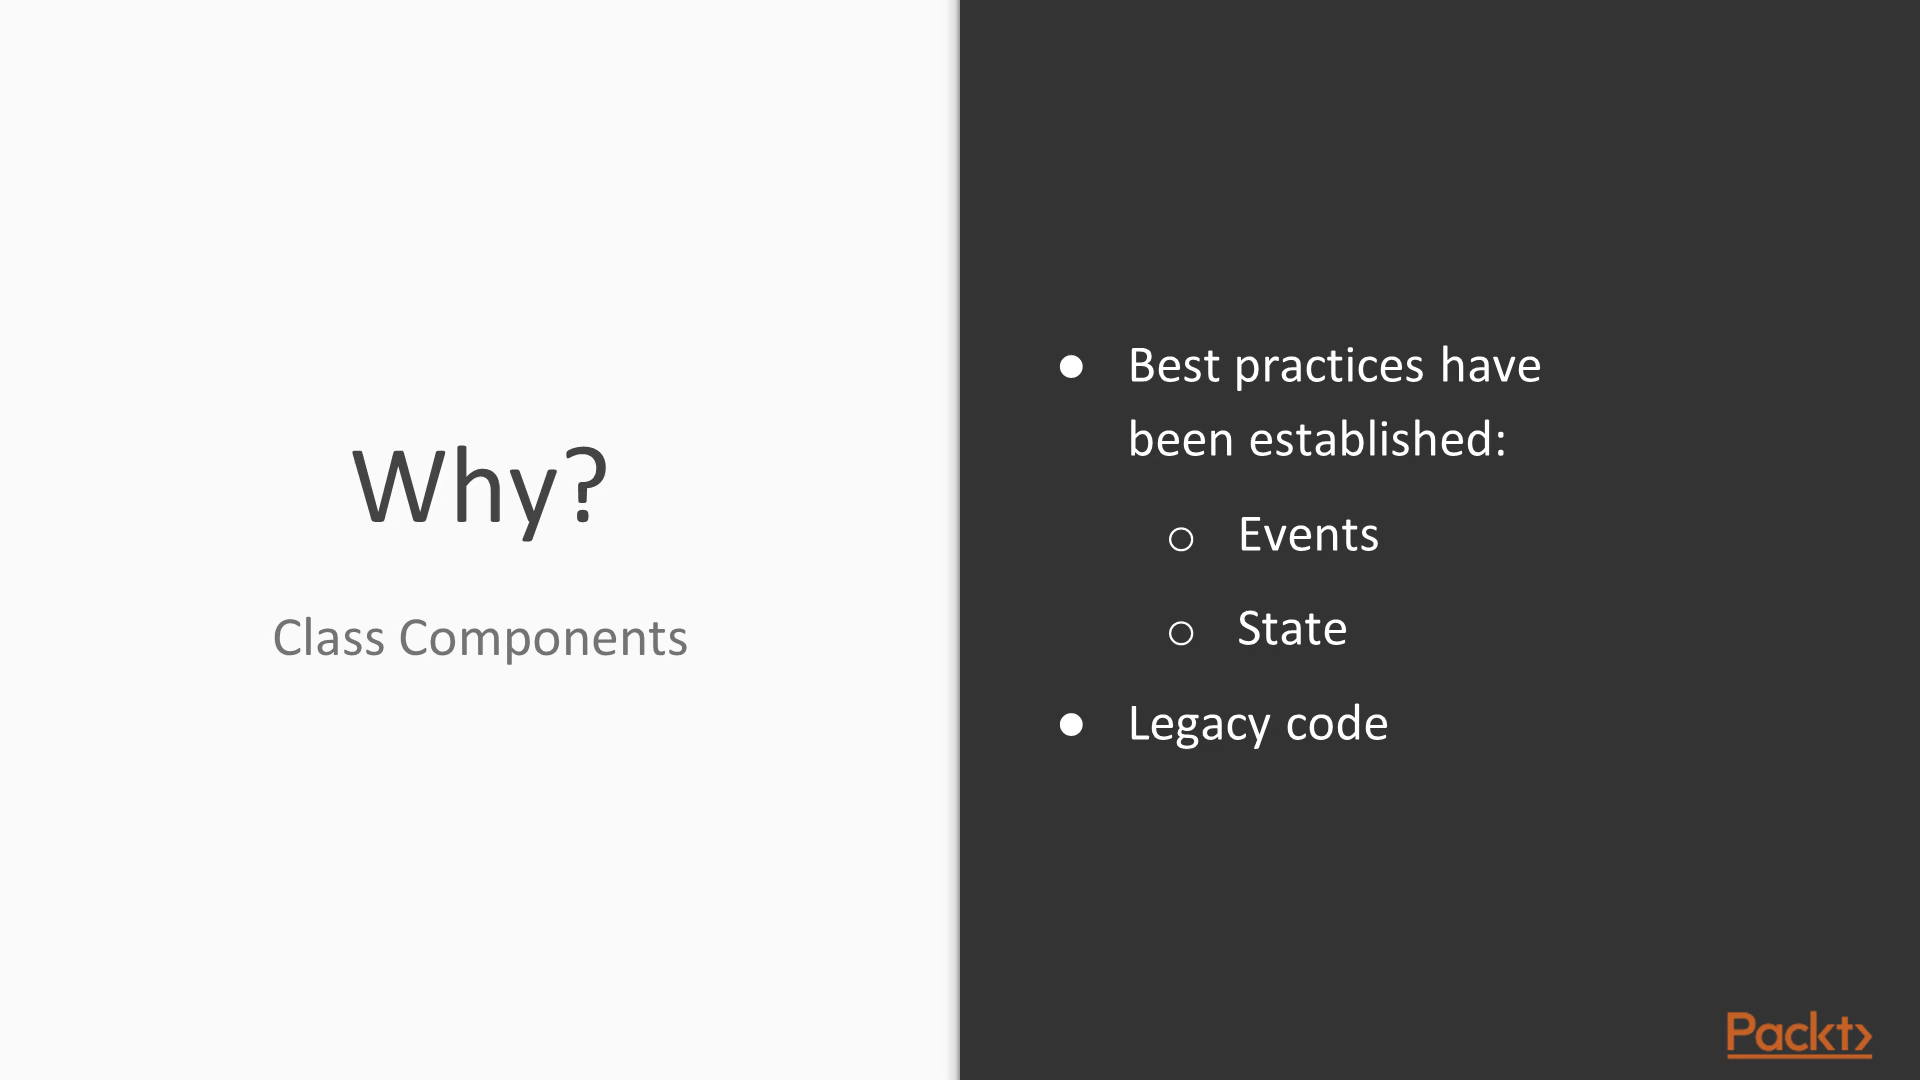 Why?
Class Components
● Best practices have
been established:
○ Events
○ State
● Legacy code
Packt>